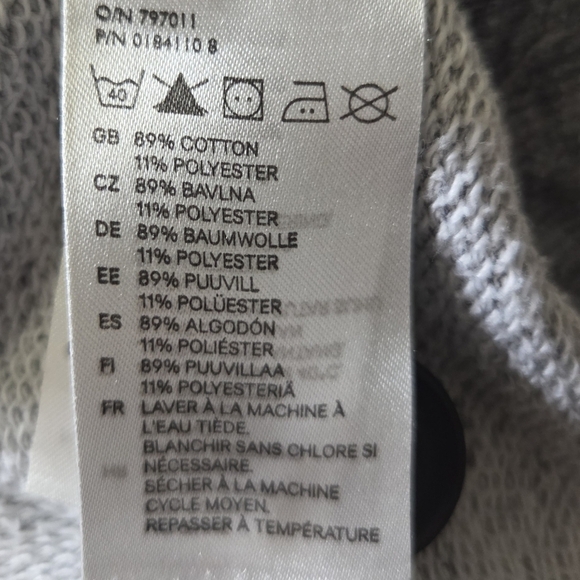 O/N 797011
P/N 0184110 8
40
GB 89% COTTON
11% POLYESTER
CZ 89% BAVLNA
11% POLYESTER
DE 89% BAUMWOLLE
11% POLYESTER
EE 89% PUUVILL
11% POLÜESTER
ES 89% ALGODÓN
11% POLIÉSTER
FI 89% PUUVILLAA
11% POLYESTERIÄ
FR LAVER À LA MACHINE À
L'EAU TIÈDE.
BLANCHIR SANS CHLORE SI
NÉCESSAIRE.
SÉCHER À LA MACHINE
CYCLE MOYEN.
REPASSER À TEMPÉRATURE